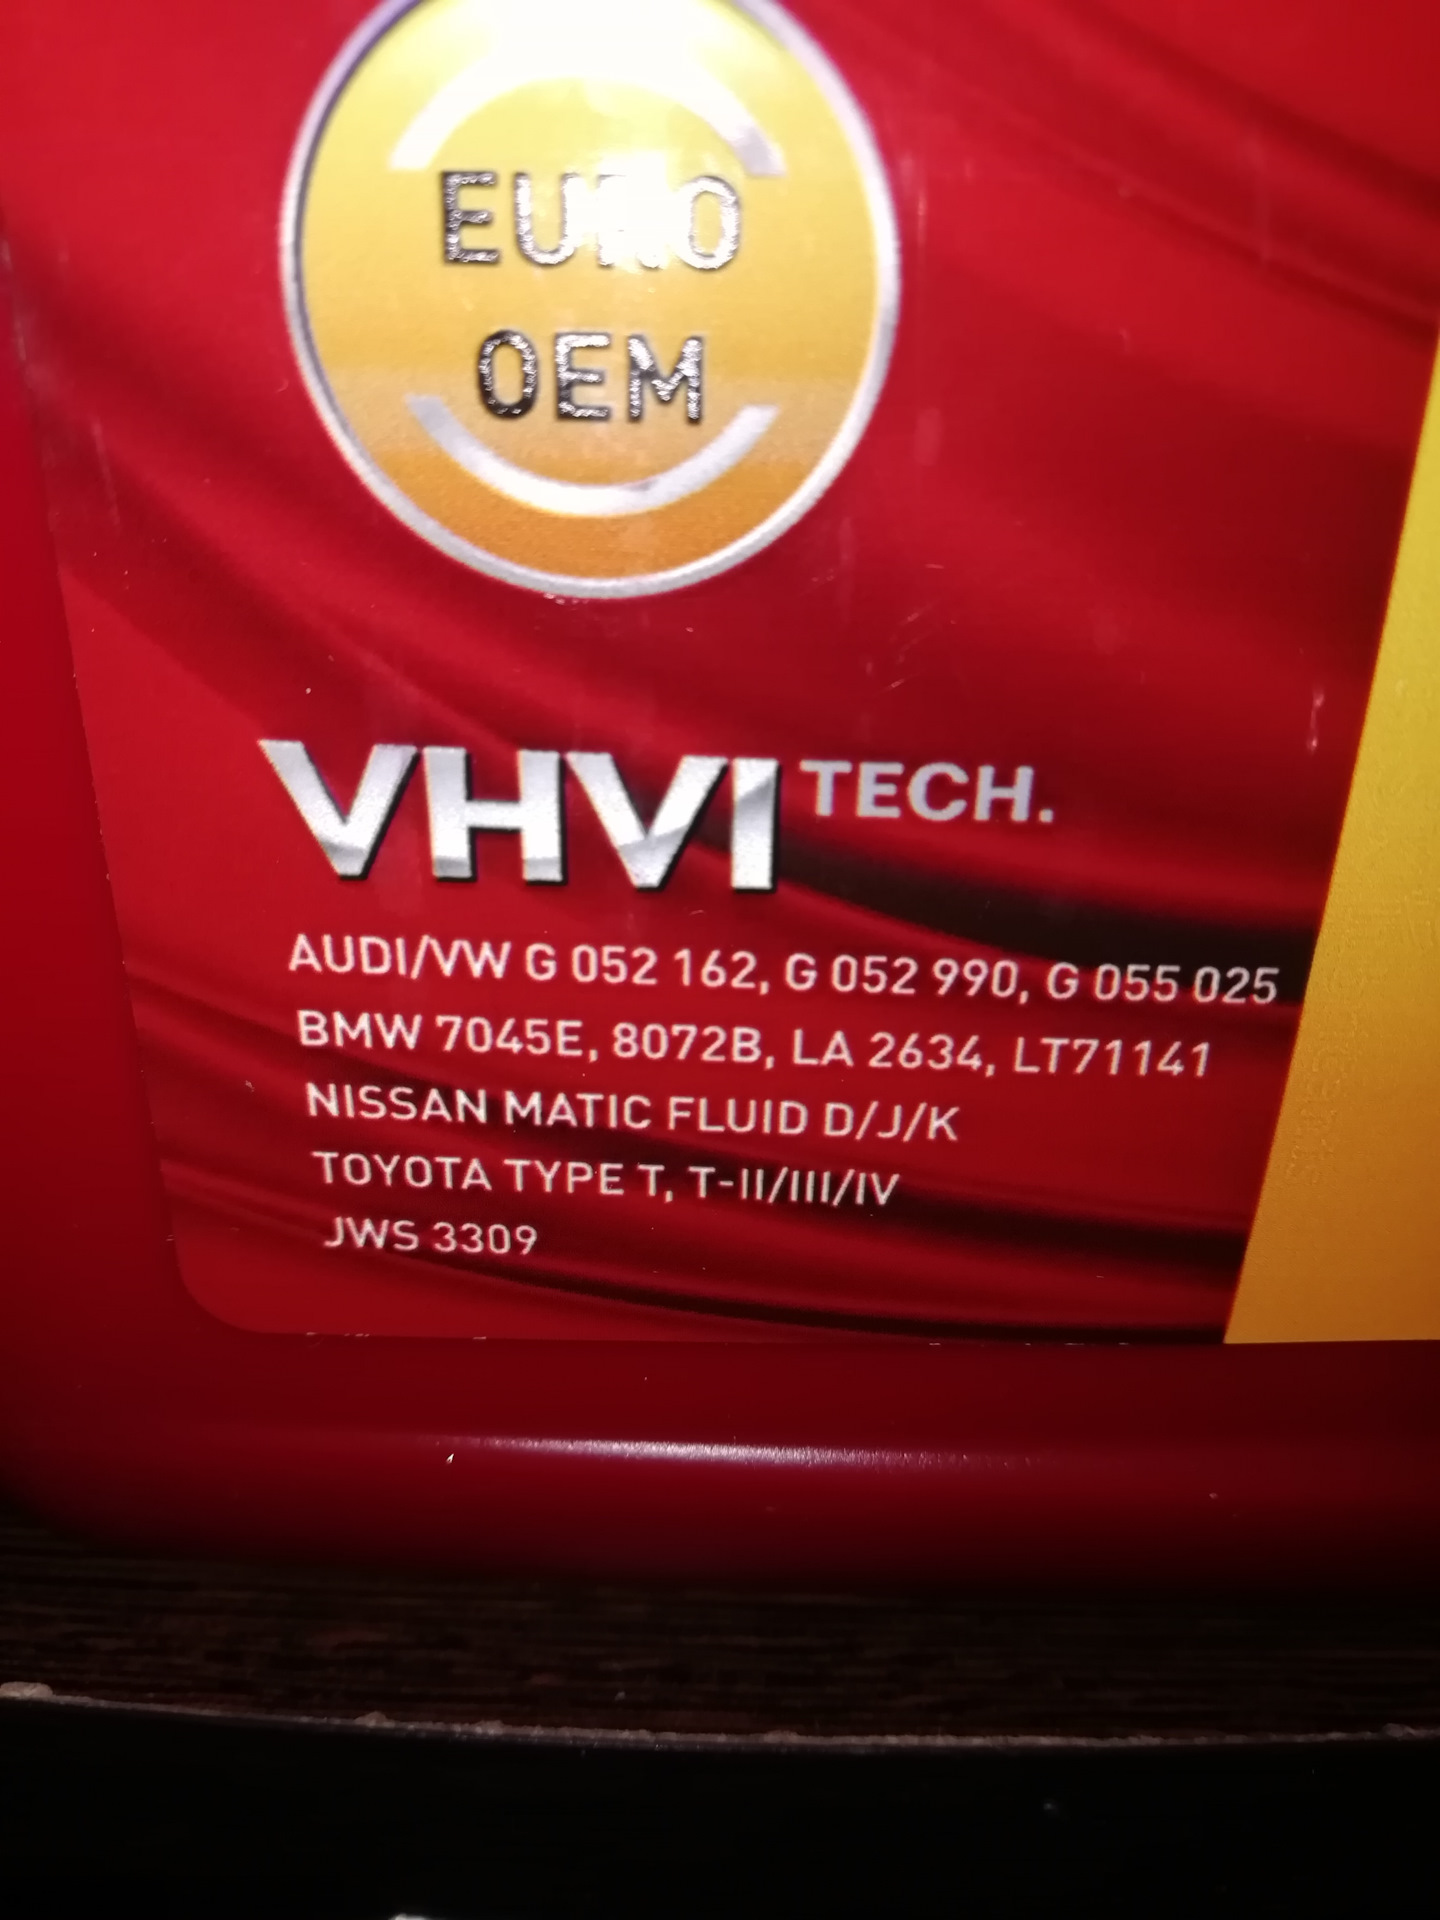 EURO
OEM
VHVI TECH.
AUDI/VW G 052 162, G 052 990, G 055 025
BMW 7045E, 8072B, LA 2634, LT71141
NISSAN MATIC FLUID D/J/K
TOYOTA TYPE T, T-II/III/IV
JWS 3309